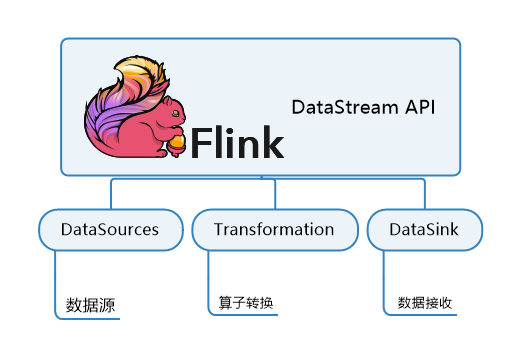 DataStream API
Flink
DataSources
Transformation
DataSink
数据源
算子转换
数据接收